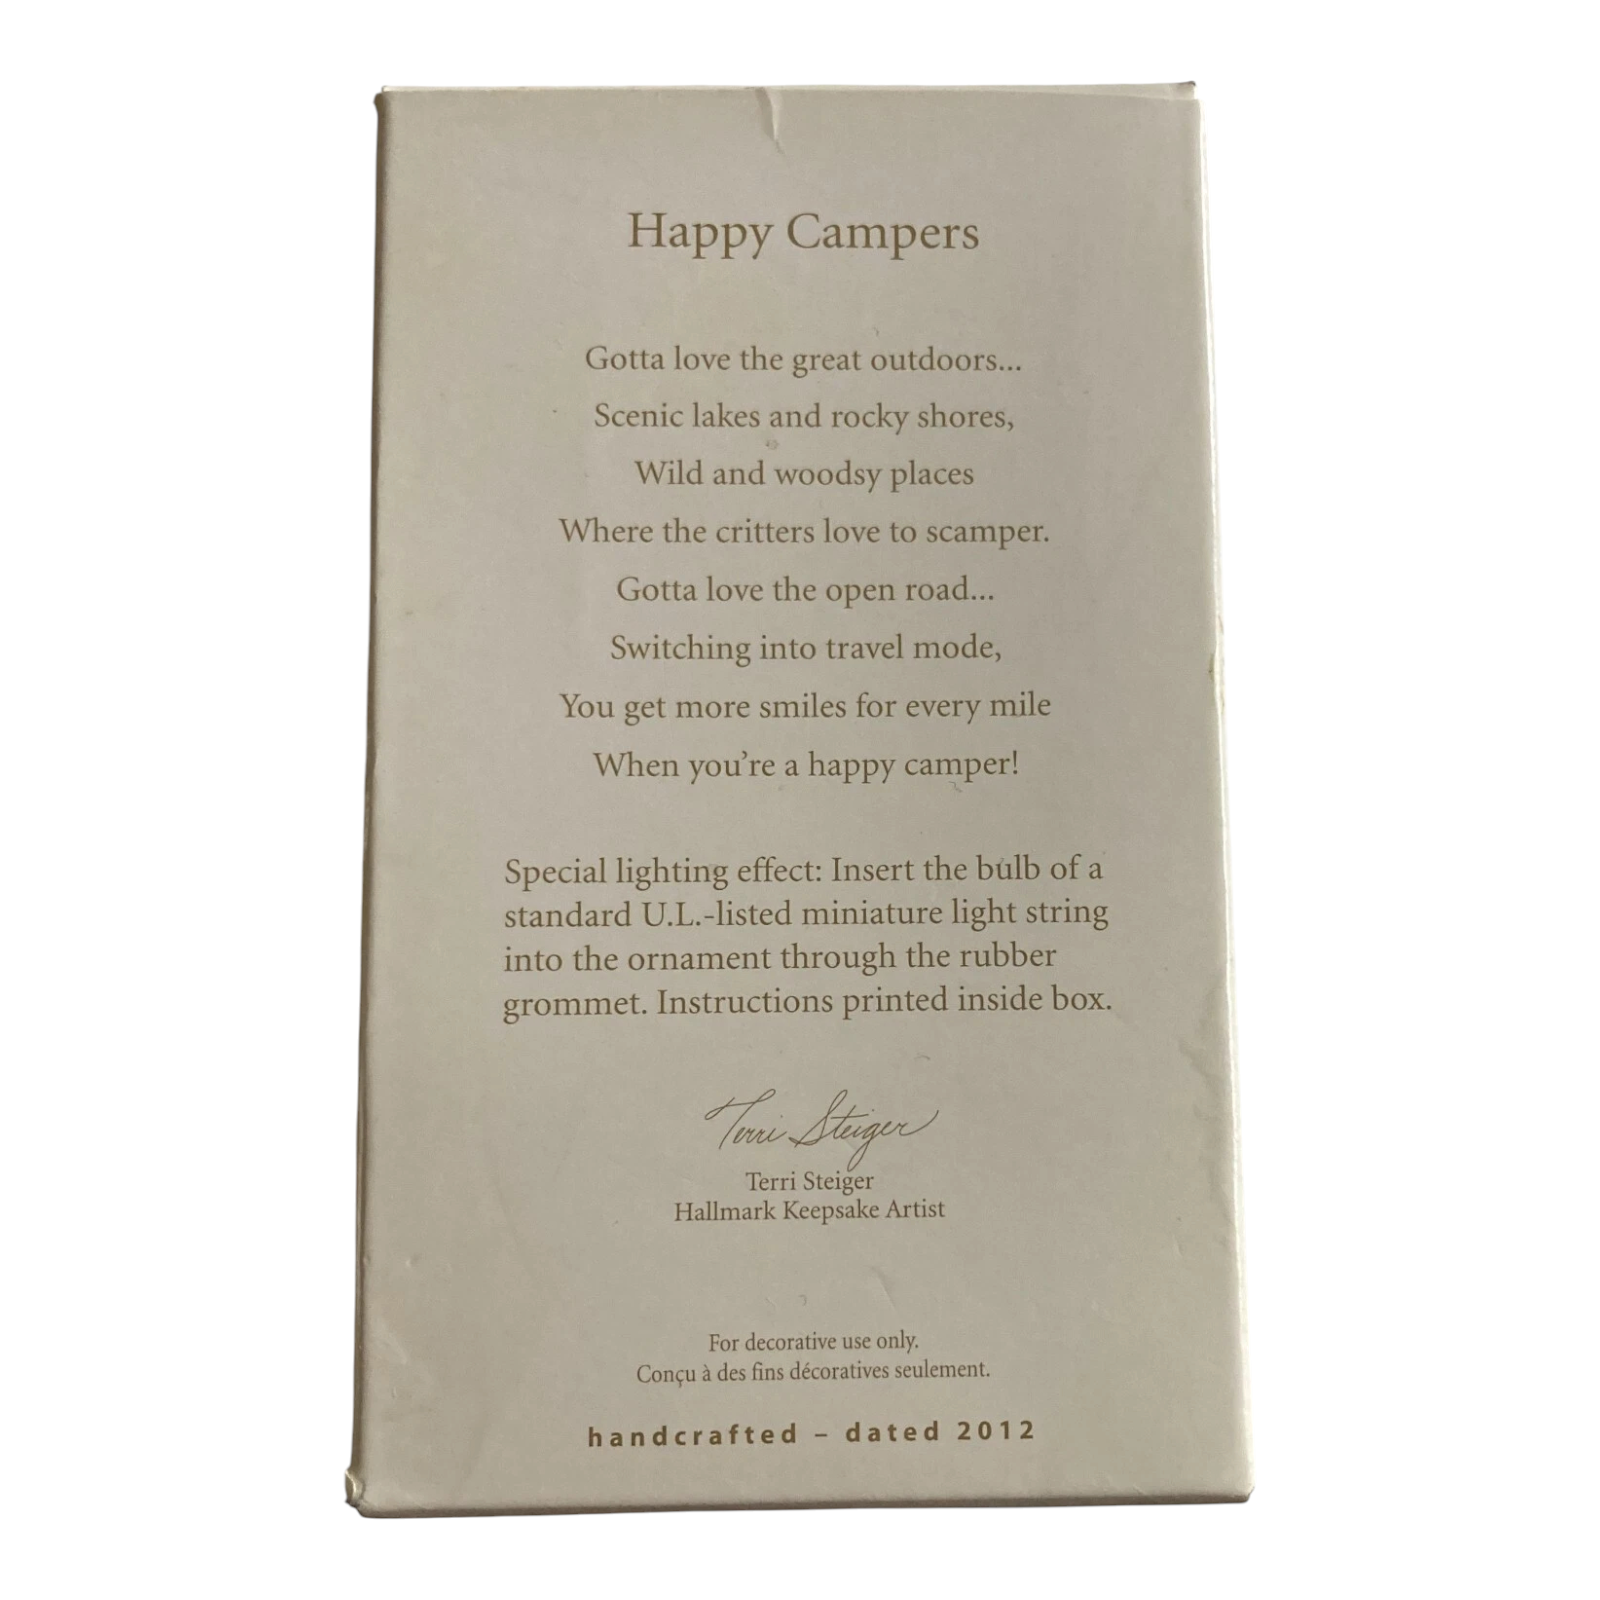 Happy Campers
Gotta love the great outdoors...
Scenic lakes and rocky shores,
Wild and woodsy places
Where the critters love to scamper.
Gotta love the open road...
Switching into travel mode,
You get more smiles for every mile
When you're a happy camper!
Special lighting effect: Insert the bulb of a
standard U.L.-listed miniature light string
into the ornament through the rubber
grommet. Instructions printed inside box.
Terri Steiger
Terri Steiger
Hallmark Keepsake Artist
For decorative use only.
Conçu à des fins décoratives seulement.
handcrafted – dated 2012